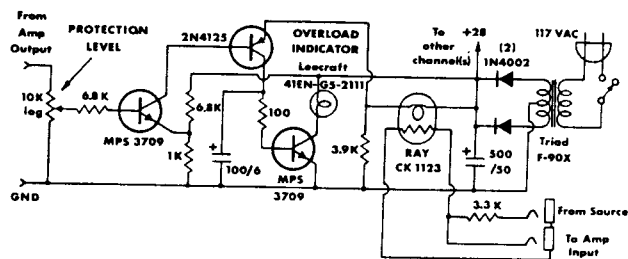 From
Amp
Output
PROTECTION
LEVEL
2N4125
OVERLOAD
INDICATOR
Leecraft
41EN-G5-2111
To
other
channel(s)
+28
(2)
1N4002
117 VAC
10K
log
6.8K
MPS 3709
6.8K
1K
+
100/6
100
MPS
3709
3.9K
RAY
CK 1123
+
500
/50
Triad
F-90X
GND
3.3 K
From Source
To Amp
Input